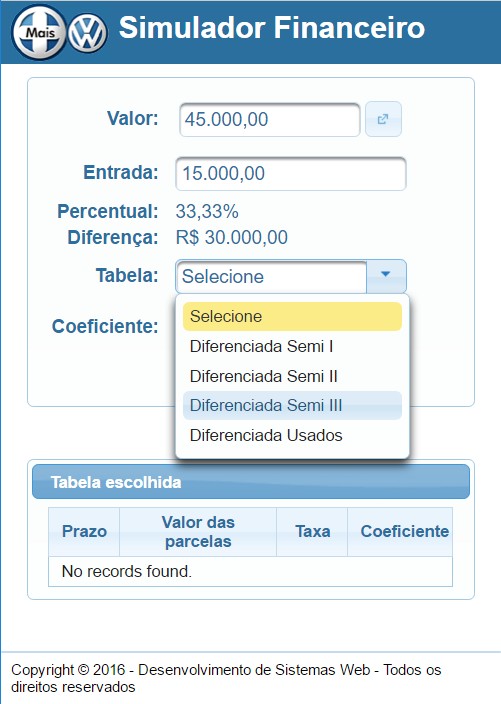 Mais
Simulador Financeiro
Valor: 45.000,00
Entrada: 15.000,00
Percentual: 33,33%
Diferença: R$ 30.000,00
Tabela: Selecione
Coeficiente:
Selecione
Diferenciada Semi I
Diferenciada Semi II
Diferenciada Semi III
Diferenciada Usados
Tabela escolhida
Prazo Valor das parcelas Taxa Coeficiente
No records found.
Copyright © 2016 - Desenvolvimento de Sistemas Web - Todos os
direitos reservados